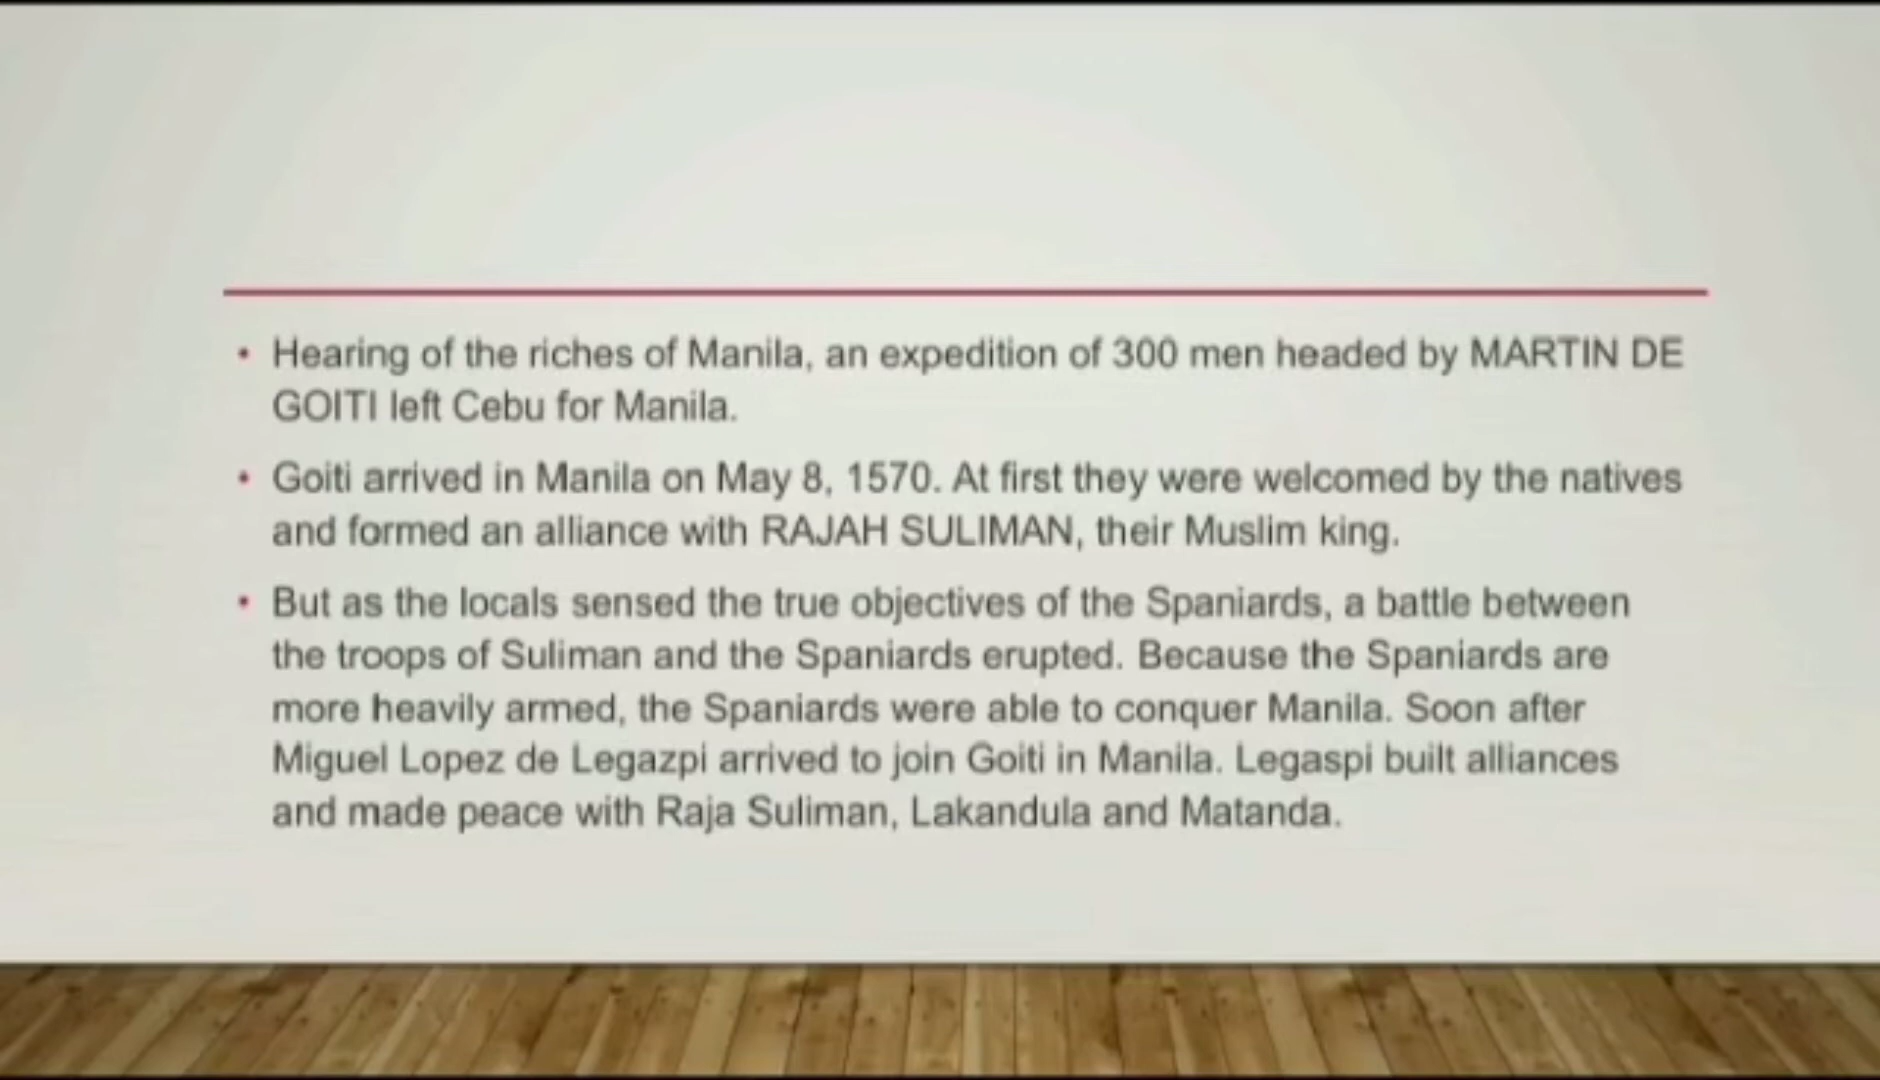 • Hearing of the riches of Manila, an expedition of 300 men headed by MARTIN DE
GOITI left Cebu for Manila.
• Goiti arrived in Manila on May 8, 1570. At first they were welcomed by the natives
and formed an alliance with RAJAH SULIMAN, their Muslim king.
• But as the locals sensed the true objectives of the Spaniards, a battle between
the troops of Suliman and the Spaniards erupted. Because the Spaniards are
more heavily armed, the Spaniards were able to conquer Manila. Soon after
Miguel Lopez de Legazpi arrived to join Goiti in Manila. Legaspi built alliances
and made peace with Raja Suliman, Lakandula and Matanda.